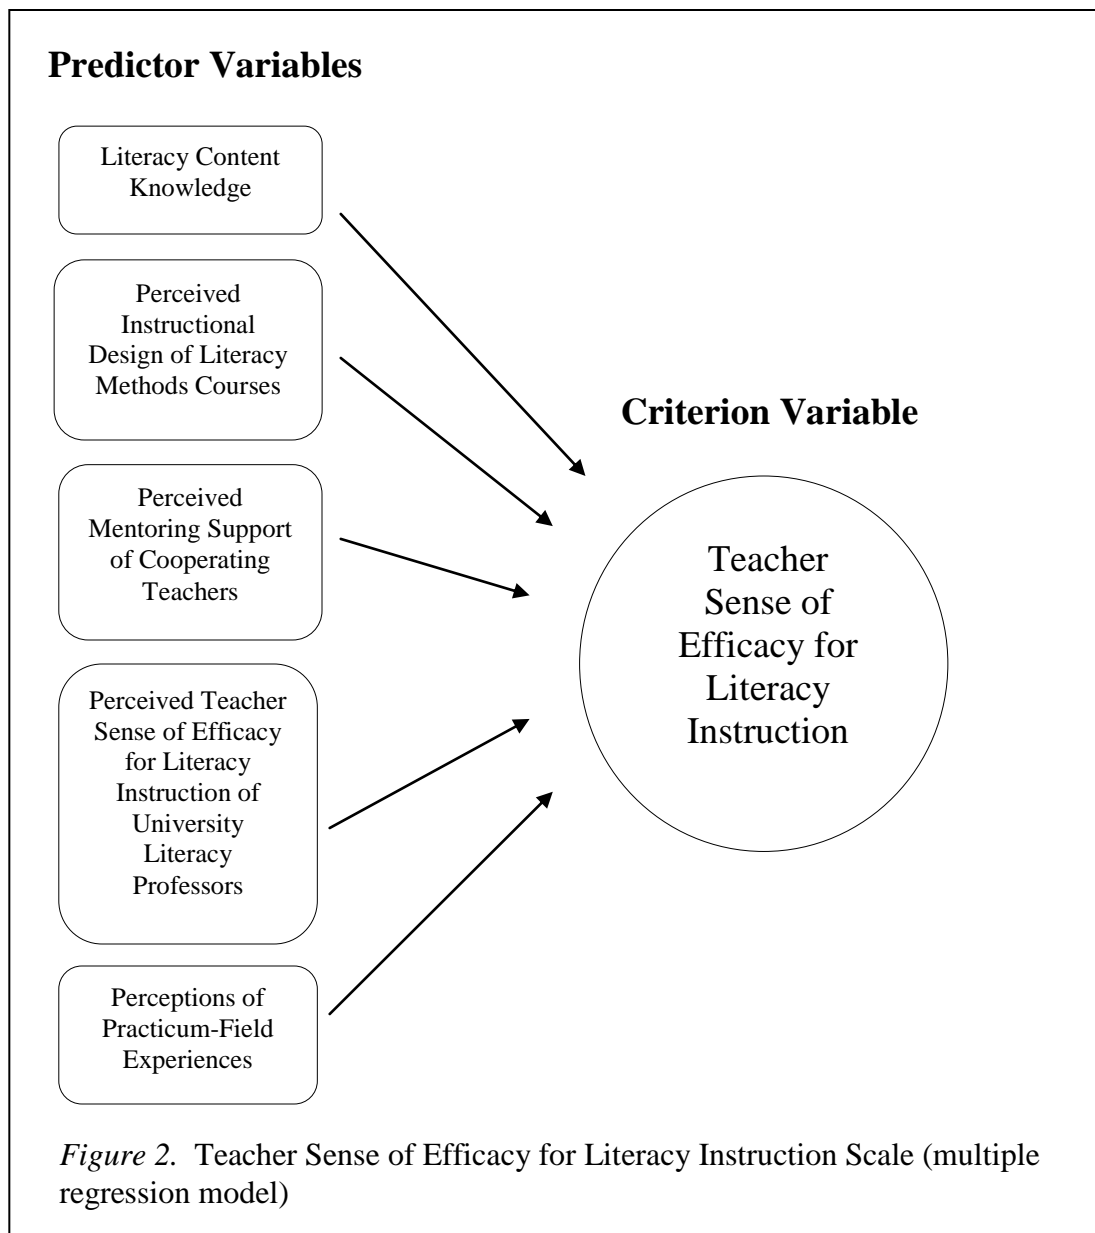 Predictor Variables
Literacy Content
Knowledge
Perceived
Instructional
Design of Literacy
Methods Courses
Perceived
Mentoring Support
of Cooperating
Teachers
Perceived Teacher
Sense of Efficacy
for Literacy
Instruction of
University
Literacy
Professors
Perceptions of
Practicum-Field
Experiences
Criterion Variable
Teacher
Sense of
Efficacy for
Literacy
Instruction
Figure 2. Teacher Sense of Efficacy for Literacy Instruction Scale (multiple
regression model)